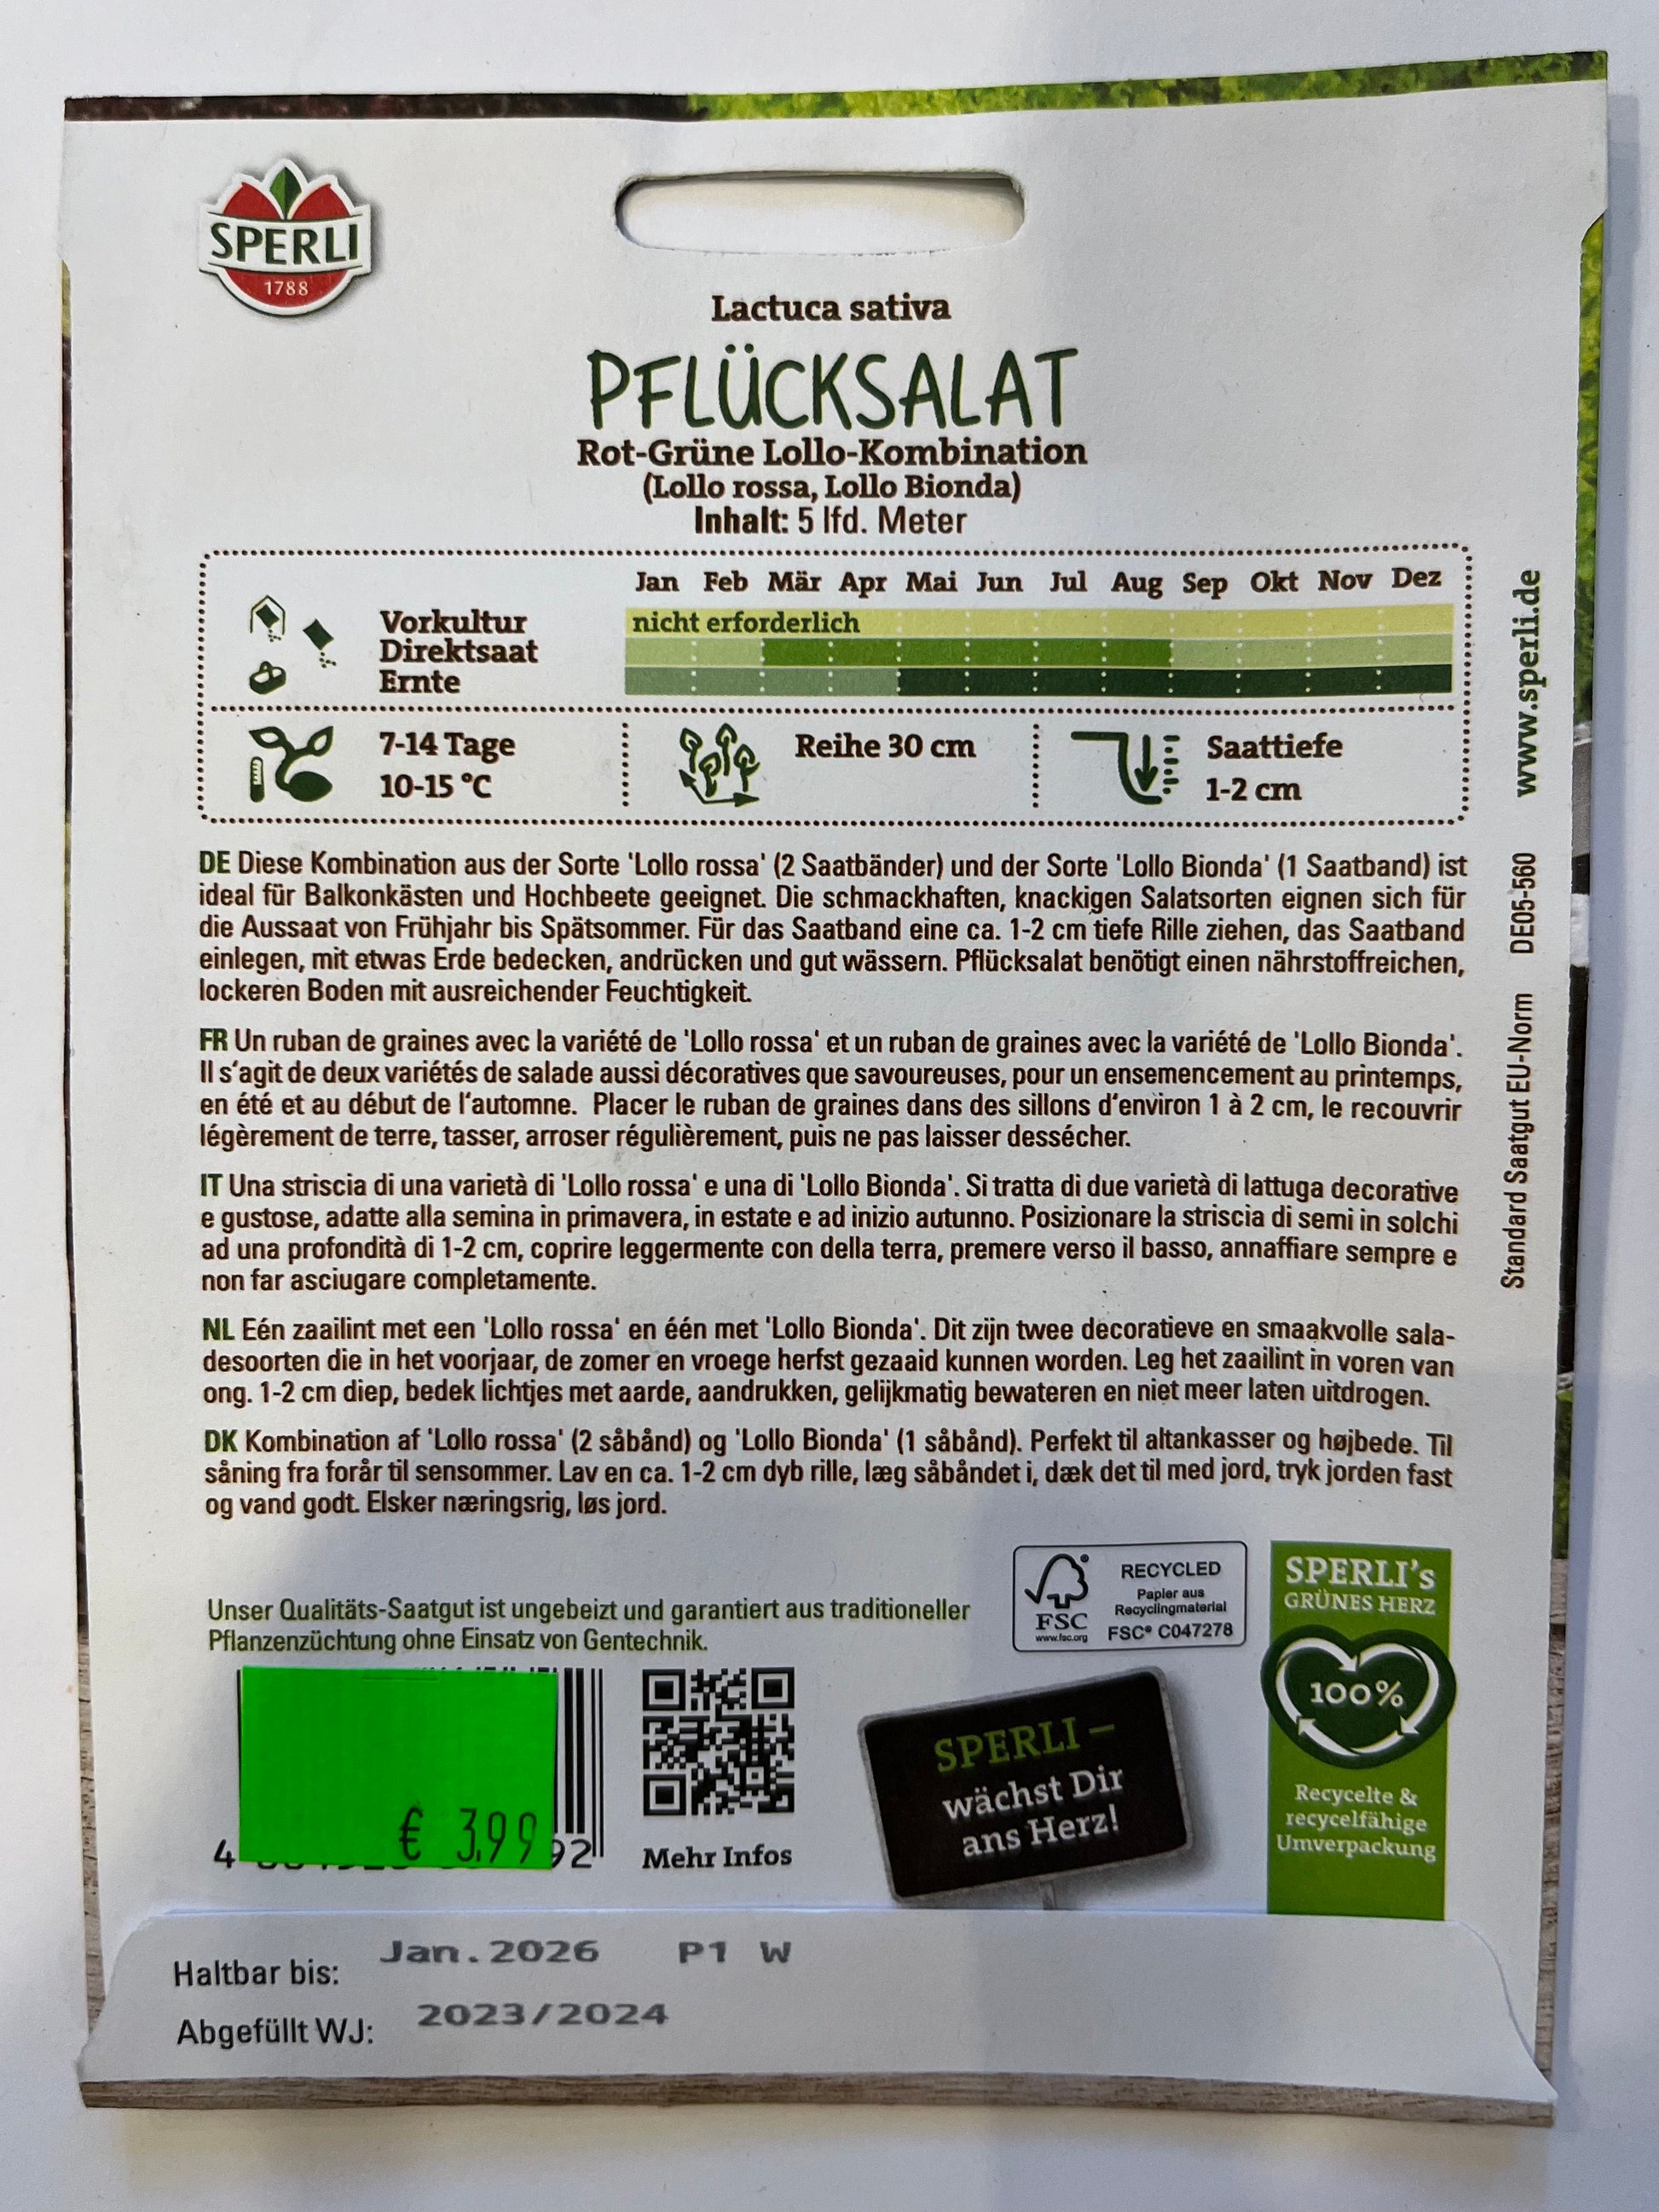 SPERLI
1788
Lactuca sativa
PFLÜCKSALAT
Rot-Grüne Lollo-Kombination
(Lollo rossa, Lollo Bionda)
Inhalt: 5 lfd. Meter
Jan Feb Mär Apr Mai Jun Jul Aug Sep Okt Nov Dez
Vorkultur nicht erforderlich
Direktsaat
Ernte
7-14 Tage
10-15 °C
Reihe 30 cm
Saattiefe
1-2 cm
DE Diese Kombination aus der Sorte 'Lollo rossa' (2 Saatbänder) und der Sorte 'Lollo Bionda' (1 Saatband) ist
ideal für Balkonkästen und Hochbeete geeignet. Die schmackhaften, knackigen Salatsorten eignen sich für
die Aussaat von Frühjahr bis Spätsommer. Für das Saatband eine ca. 1-2 cm tiefe Rille ziehen, das Saatband
einlegen, mit etwas Erde bedecken, andrücken und gut wässern. Pflücksalat benötigt einen nährstoffreichen,
lockeren Boden mit ausreichender Feuchtigkeit.
FR Un ruban de graines avec la variété de 'Lollo rossa' et un ruban de graines avec la variété de 'Lollo Bionda'.
Il s‘agit de deux variétés de salade aussi décoratives que savoureuses, pour un ensemencement au printemps,
en été et au début de l‘automne. Placer le ruban de graines dans des sillons d‘environ 1 à 2 cm, le recouvrir
légèrement de terre, tasser, arroser régulièrement, puis ne pas laisser dessécher.
IT Una striscia di una varietà di 'Lollo rossa' e una di 'Lollo Bionda'. Si tratta di due varietà di lattuga decorative
e gustose, adatte alla semina in primavera, in estate e ad inizio autunno. Posizionare la striscia di semi in solchi
ad una profondità di 1-2 cm, coprire leggermente con della terra, premere verso il basso, annaffiare sempre e
non far asciugare completamente.
NL Eén zaailint met een 'Lollo rossa' en één met 'Lollo Bionda'. Dit zijn twee decoratieve en smaakvolle sala-
desoorten die in het voorjaar, de zomer en vroege herfst gezaaid kunnen worden. Leg het zaailint in voren van
ong. 1-2 cm diep, bedek lichtjes met aarde, aandrukken, gelijkmatig bewateren en niet meer laten uitdrogen.
DK Kombination af 'Lollo rossa' (2 såbånd) og 'Lollo Bionda' (1 såbånd). Perfekt til altankasser og højbede. Til
såning fra forår til sensommer. Lav en ca. 1-2 cm dyb rille, læg såbåndet i, dæk det til med jord, tryk jorden fast
og vand godt. Elsker næringsrig, løs jord.
Standard Saatgut EU-Norm DE05-560 www.sperli.de
Unser Qualitäts-Saatgut ist ungebeizt und garantiert aus traditioneller
Pflanzenzüchtung ohne Einsatz von Gentechnik.
FSC
www.fsc.org
RECYCLED
Papier aus
Recyclingmaterial
FSC® C047278
SPERLI's
GRÜNES HERZ
100%
Recycelte &
recycelfähige
Umverpackung
€ 3,99
4 92
Mehr Infos
SPERLI –
wächst Dir
ans Herz!
Haltbar bis: Jan.2026 P1 W
Abgefüllt WJ: 2023/2024